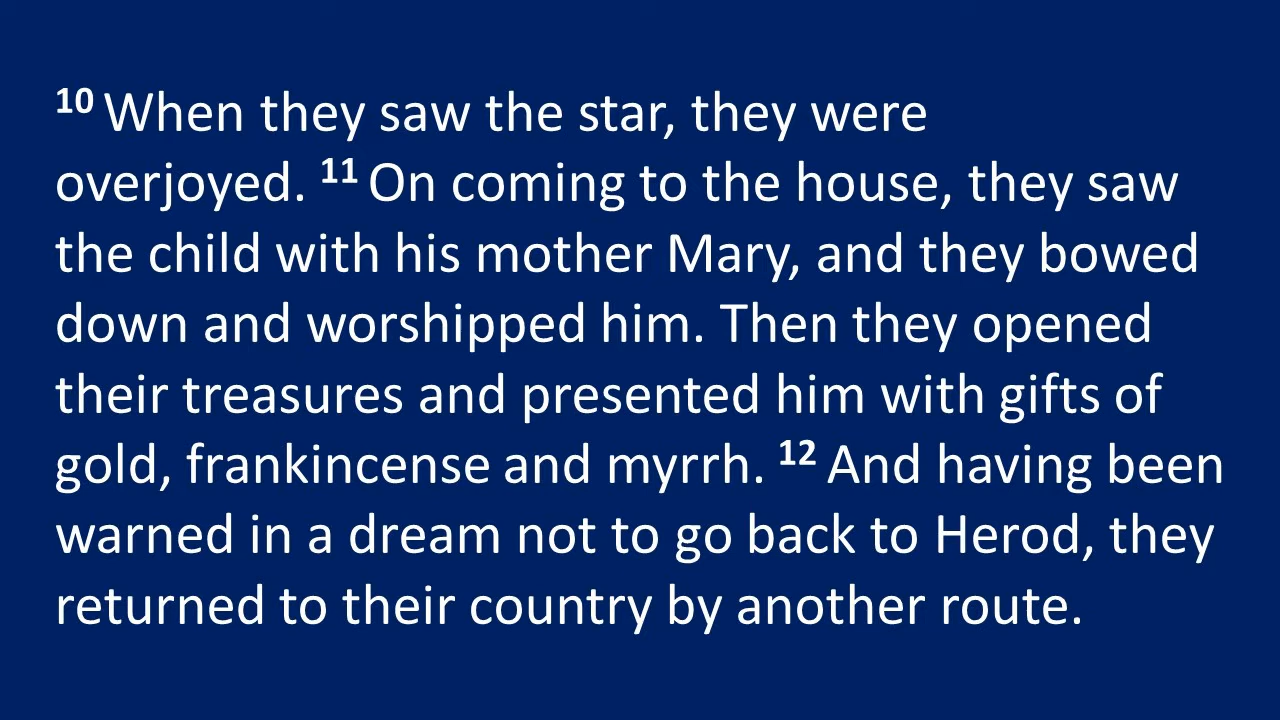 10 When they saw the star, they were
overjoyed. 11 On coming to the house, they saw
the child with his mother Mary, and they bowed
down and worshipped him. Then they opened
their treasures and presented him with gifts of
gold, frankincense and myrrh. 12 And having been
warned in a dream not to go back to Herod, they
returned to their country by another route.